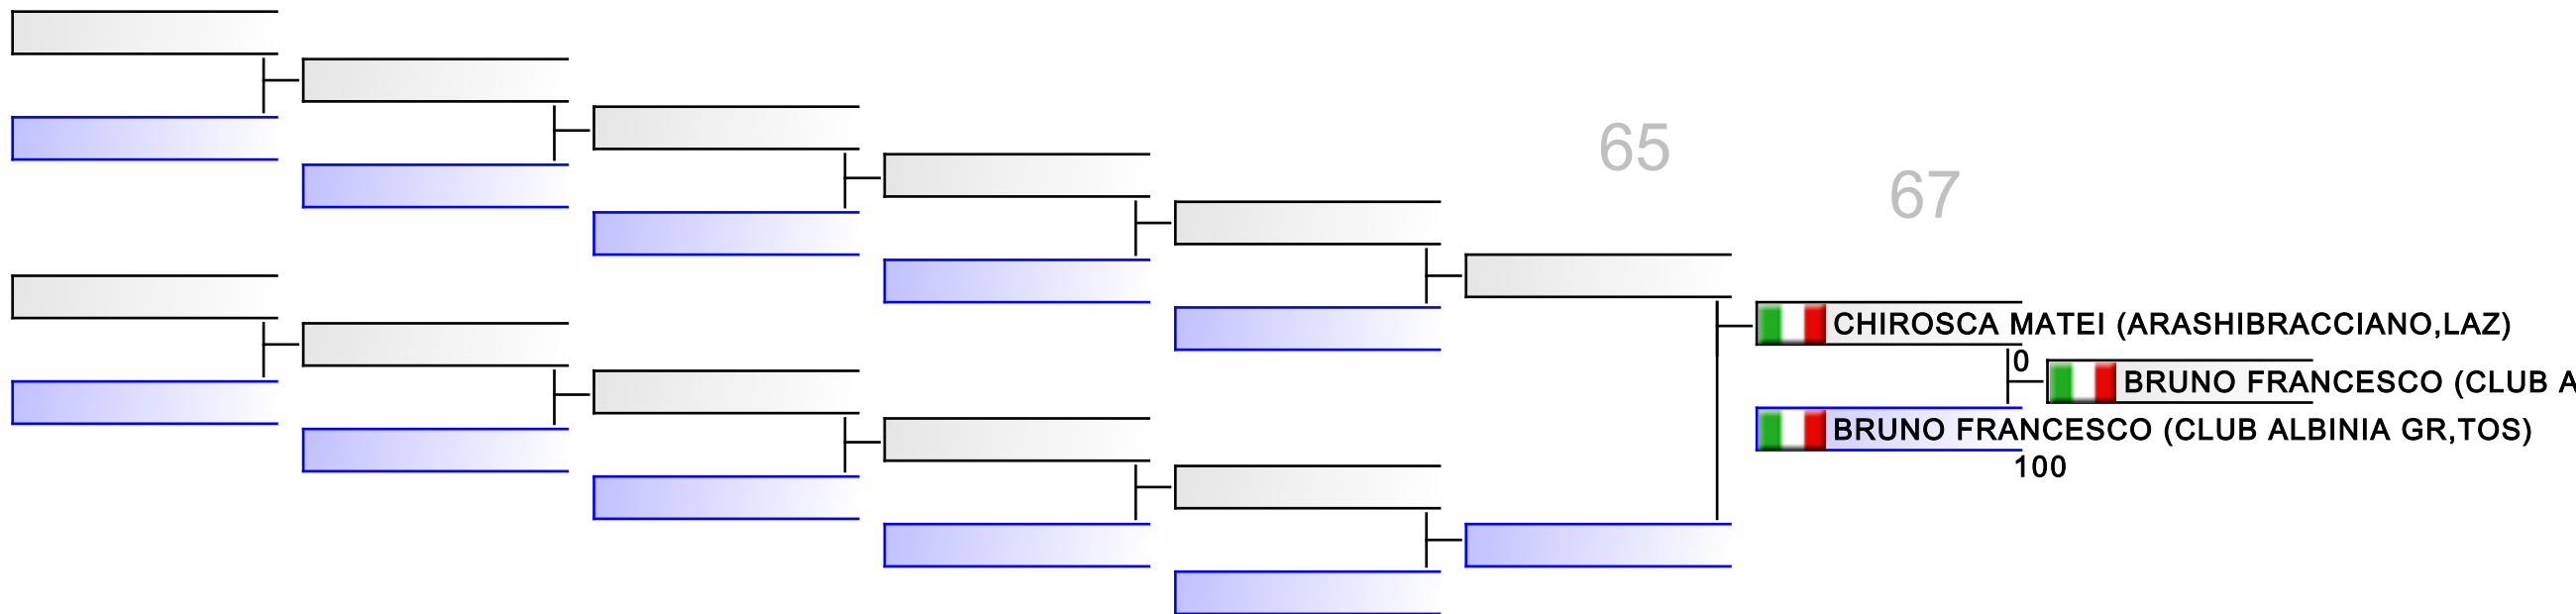 65
67
CHIROSCA MATEI (ARASHIBRACCIANO,LAZ)
0
BRUNO FRANCESCO (CLUB A
BRUNO FRANCESCO (CLUB ALBINIA GR,TOS)
100